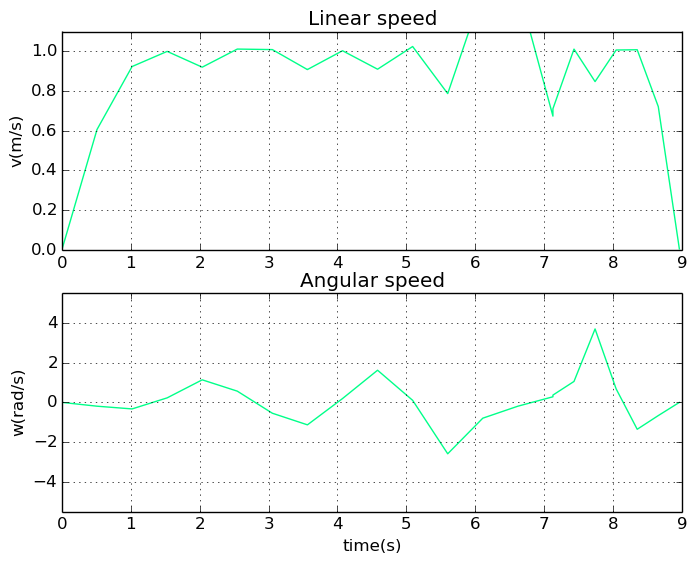 Linear speed
v(m/s)
1.0
0.8
0.6
0.4
0.2
0.0
0 1 2 3 4 5 6 7 8 9
Angular speed
w(rad/s)
4
2
0
−2
−4
0 1 2 3 4 5 6 7 8 9
time(s)